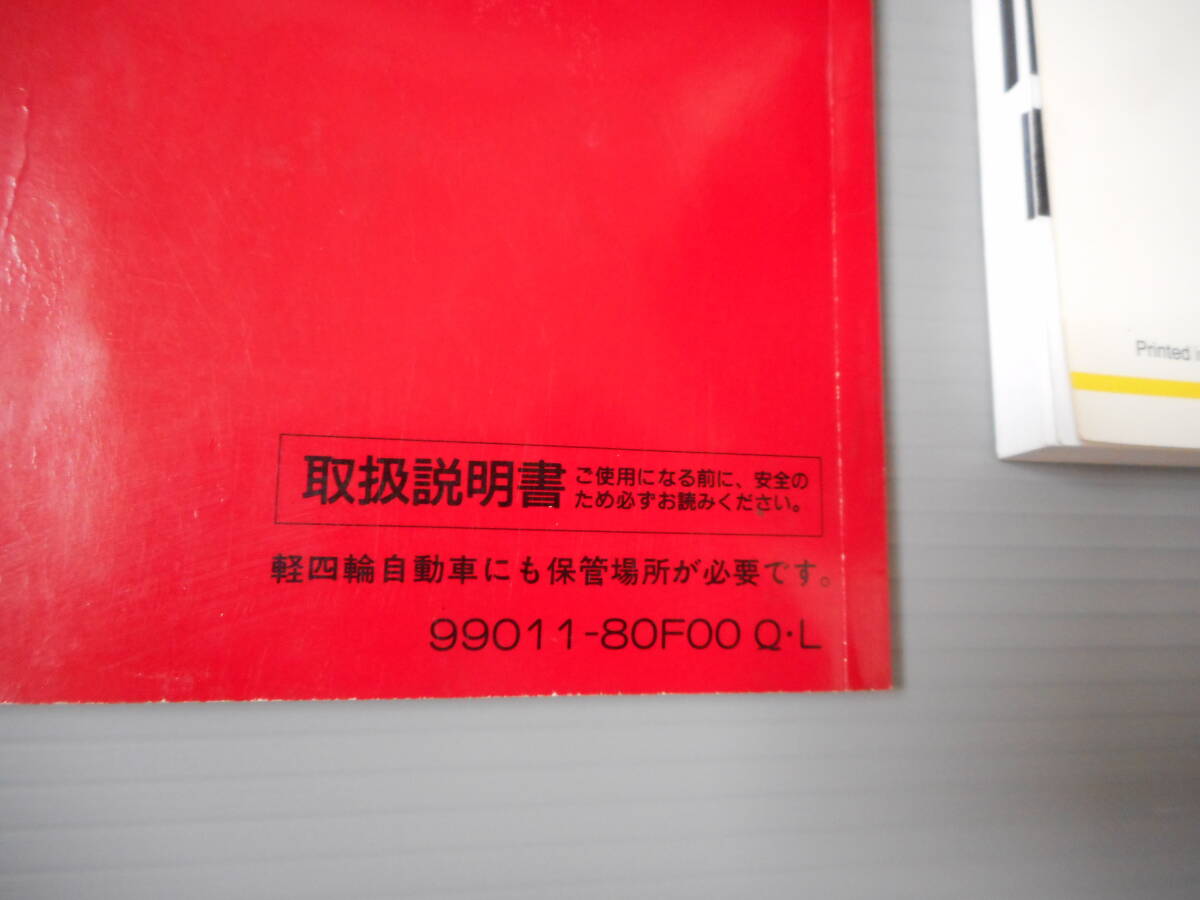 取扱説明書
ご使用になる前に、安全の
ため必ずお読みください。
軽四輪自動車にも保管場所が必要です。
99011-80F00 Q·L
Printed